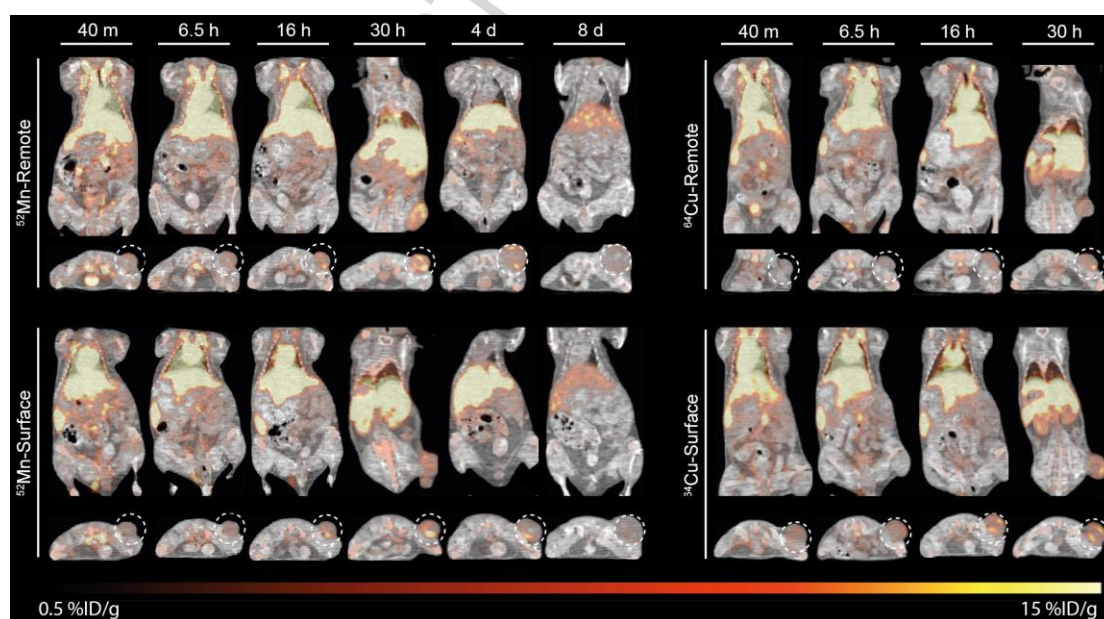 40 m 6.5 h 16 h 30 h 4 d 8 d 40 m 6.5 h 16 h 30 h
⁵²Mn-Remote
⁶⁴Cu-Remote
⁵²Mn-Surface
⁶⁴Cu-Surface
0.5 %ID/g 15 %ID/g